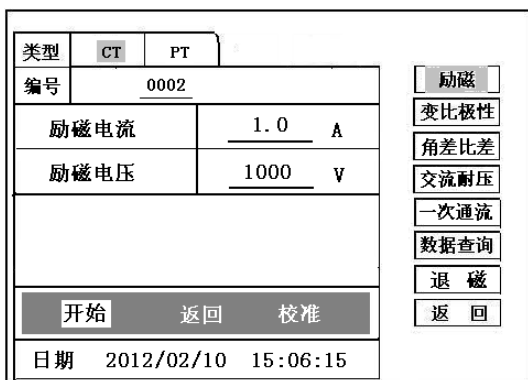 类型 CT PT
编号 0002
励磁电流 1.0 A
励磁电压 1000 V
开始 返回 校准
日期 2012/02/10 15:06:15
励磁
变比极性
角差比差
交流耐压
一次通流
数据查询
退 磁
返 回